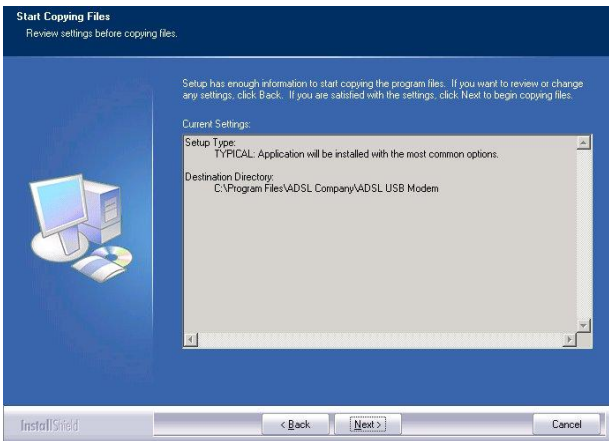 Start Copying Files
Review settings before copying files.
Setup has enough information to start copying the program files. If you want to review or change
any settings, click Back. If you are satisfied with the settings, click Next to begin copying files.
Current Settings:
Setup Type:
TYPICAL: Application will be installed with the most common options.
Destination Directory:
C:\Program Files\ADSL Company\ADSL USB Modem
InstallShield
< Back
Next >
Cancel